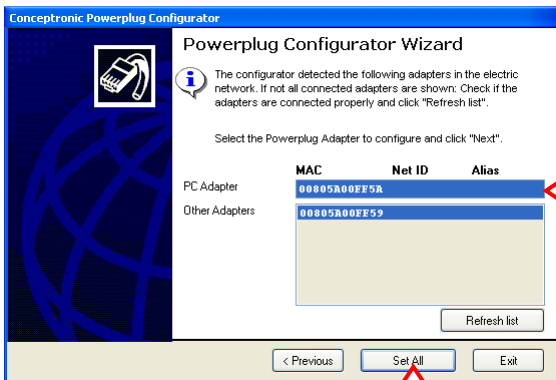 Conceptronic Powerplug Configurator
Powerplug Configurator Wizard
The configurator detected the following adapters in the electric
network. If not all connected adapters are shown: Check if the
adapters are connected properly and click "Refresh list".
Select the Powerplug Adapter to configure and click "Next".
MAC Net ID Alias
PC Adapter 00805A00FF5A
Other Adapters 00805A00FF59
Refresh list
< Previous Set All Exit